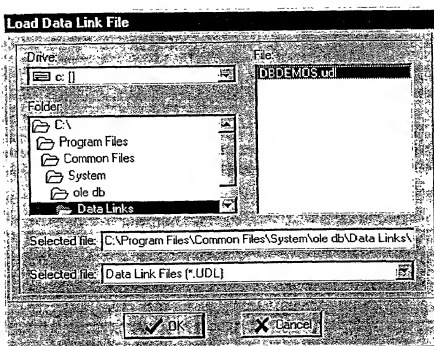 Load Data Link File
Drive:
File:
c: []
DBDEMOS.udl
Folder:
C:\
Program Files
Common Files
System
ole db
Data Links
Selected file: C:\Program Files\Common Files\System\ole db\Data Links\
Selected file: Data Link Files (*.UDL)
OK
Cancel